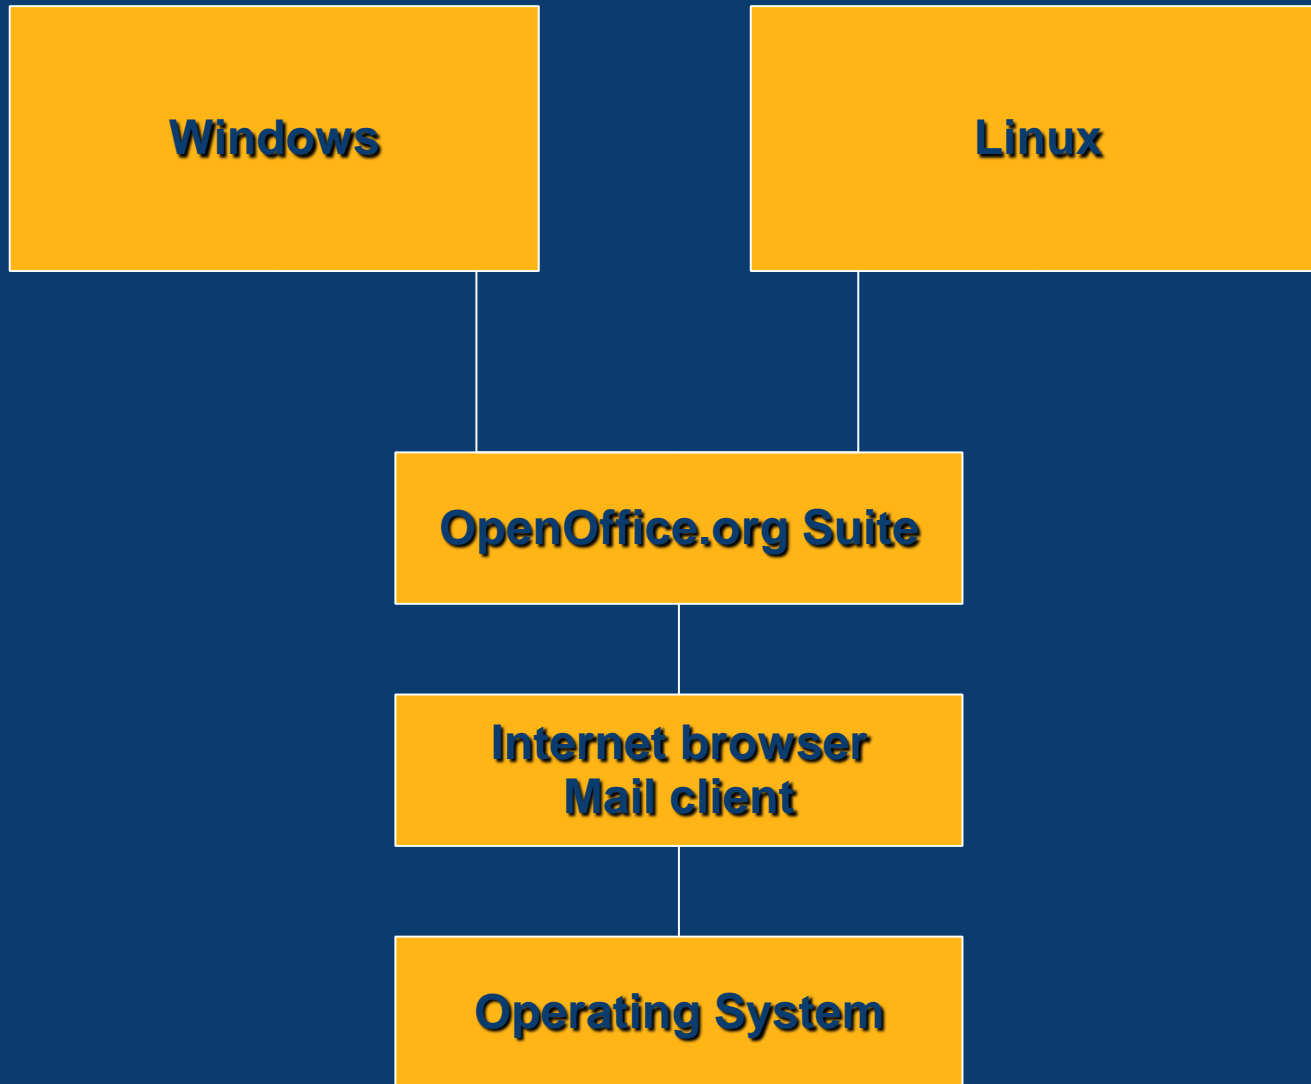 Windows
Linux
OpenOffice.org Suite
Internet browser
Mail client
Operating System